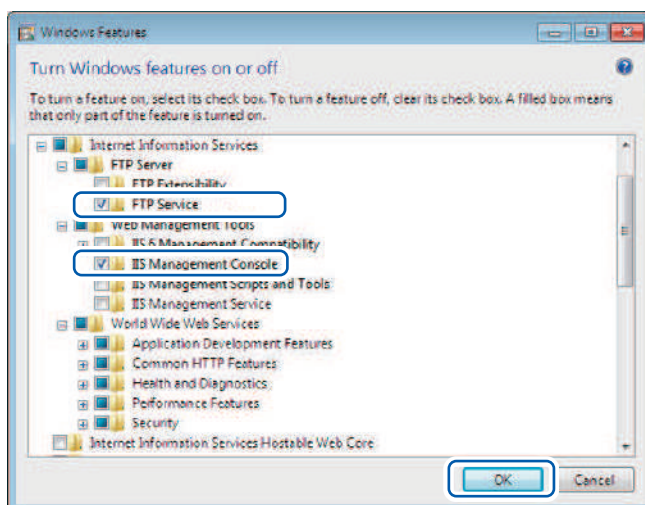 Windows Features
Turn Windows features on or off
To turn a feature on, select its check box. To turn a feature off, clear its check box. A filled box means
that only part of the feature is turned on.
Internet Information Services
FTP Server
FTP Extensibility
FTP Service
Web Management Tools
IIS 6 Management Compatibility
IIS Management Console
IIS Management Scripts and Tools
IIS Management Service
World Wide Web Services
Application Development Features
Common HTTP Features
Health and Diagnostics
Performance Features
Security
Internet Information Services Hostable Web Core
OK Cancel